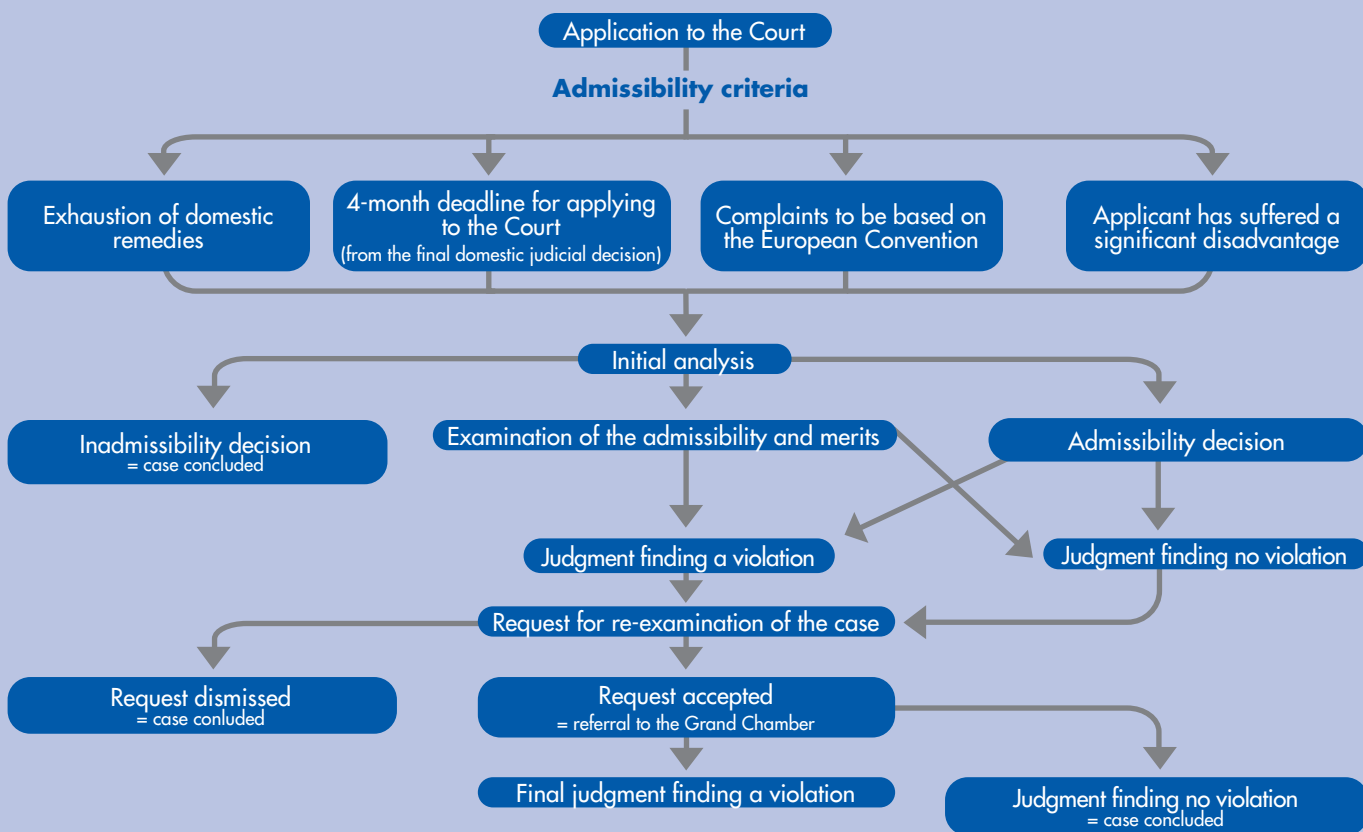 Application to the Court
Admissibility criteria
Exhaustion of domestic
remedies
4-month deadline for applying
to the Court
(from the final domestic judicial decision)
Complaints to be based on
the European Convention
Applicant has suffered a
significant disadvantage
Initial analysis
Inadmissibility decision
= case concluded
Examination of the admissibility and merits
Admissibility decision
Judgment finding a violation
Judgment finding no violation
Request for re-examination of the case
Request dismissed
= case conluded
Request accepted
= referral to the Grand Chamber
Final judgment finding a violation
Judgment finding no violation
= case concluded